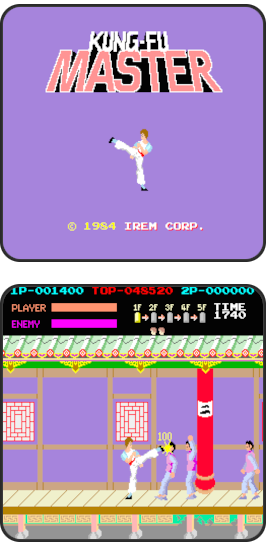 KUNG-FU
MASTER
© 1984 IREM CORP.
1P-001400 TOP-048520 2P-000000
PLAYER 1F 2F 3F 4F 5F TIME
ENEMY 1740
100